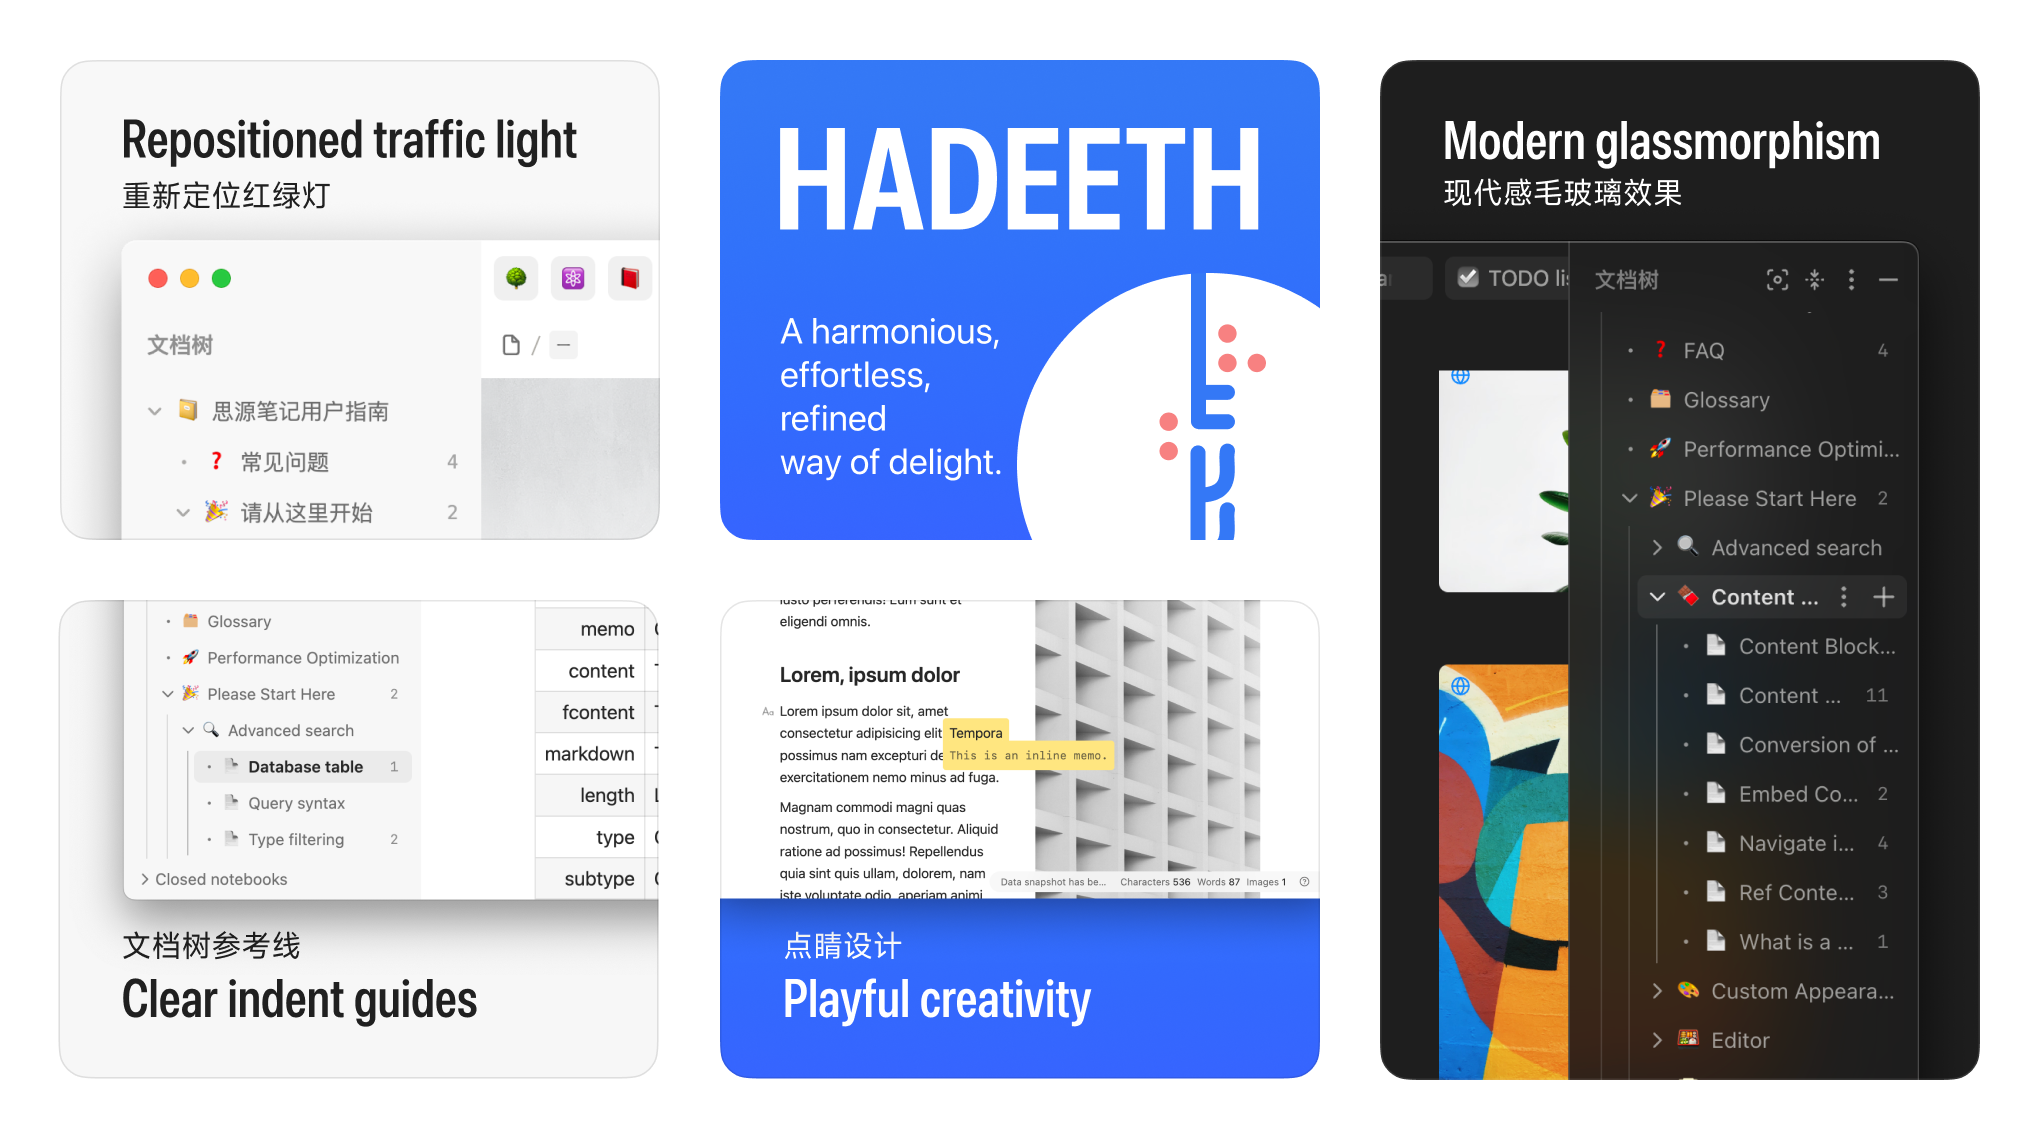 Repositioned traffic light
重新定位红绿灯
文档树
/
思源笔记用户指南
常见问题 4
请从这里开始 2
HADEETH
A harmonious,
effortless,
refined
way of delight.
Modern glassmorphism
现代感毛玻璃效果
TODO lis
文档树
FAQ 4
Glossary
Performance Optimi...
Please Start Here 2
Advanced search
Content ...
Content Block...
Content ... 11
Conversion of ...
Embed Co... 2
Navigate i... 4
Ref Conte... 3
What is a ... 1
Custom Appeara...
Editor
Glossary
Performance Optimization
Please Start Here 2
Advanced search
Database table 1
Query syntax
Type filtering 2
Closed notebooks
memo
content
fcontent
markdown
length
type
subtype
文档树参考线
Clear indent guides
iusto perferendis! Eum sunt et
eligendi omnis.
Lorem, ipsum dolor
Aa
Lorem ipsum dolor sit, amet
consectetur adipisicing elit Tempora
possimus nam excepturi de
This is an inline memo.
exercitationem nemo minus ad fuga.
Magnam commodi magni quas
nostrum, quo in consectetur. Aliquid
ratione ad possimus! Repellendus
quia sint quis ullam, dolorem, nam
iste voluptate odio, aperiam animi
Data snapshot has be... Characters 536 Words 87 Images 1
点睛设计
Playful creativity